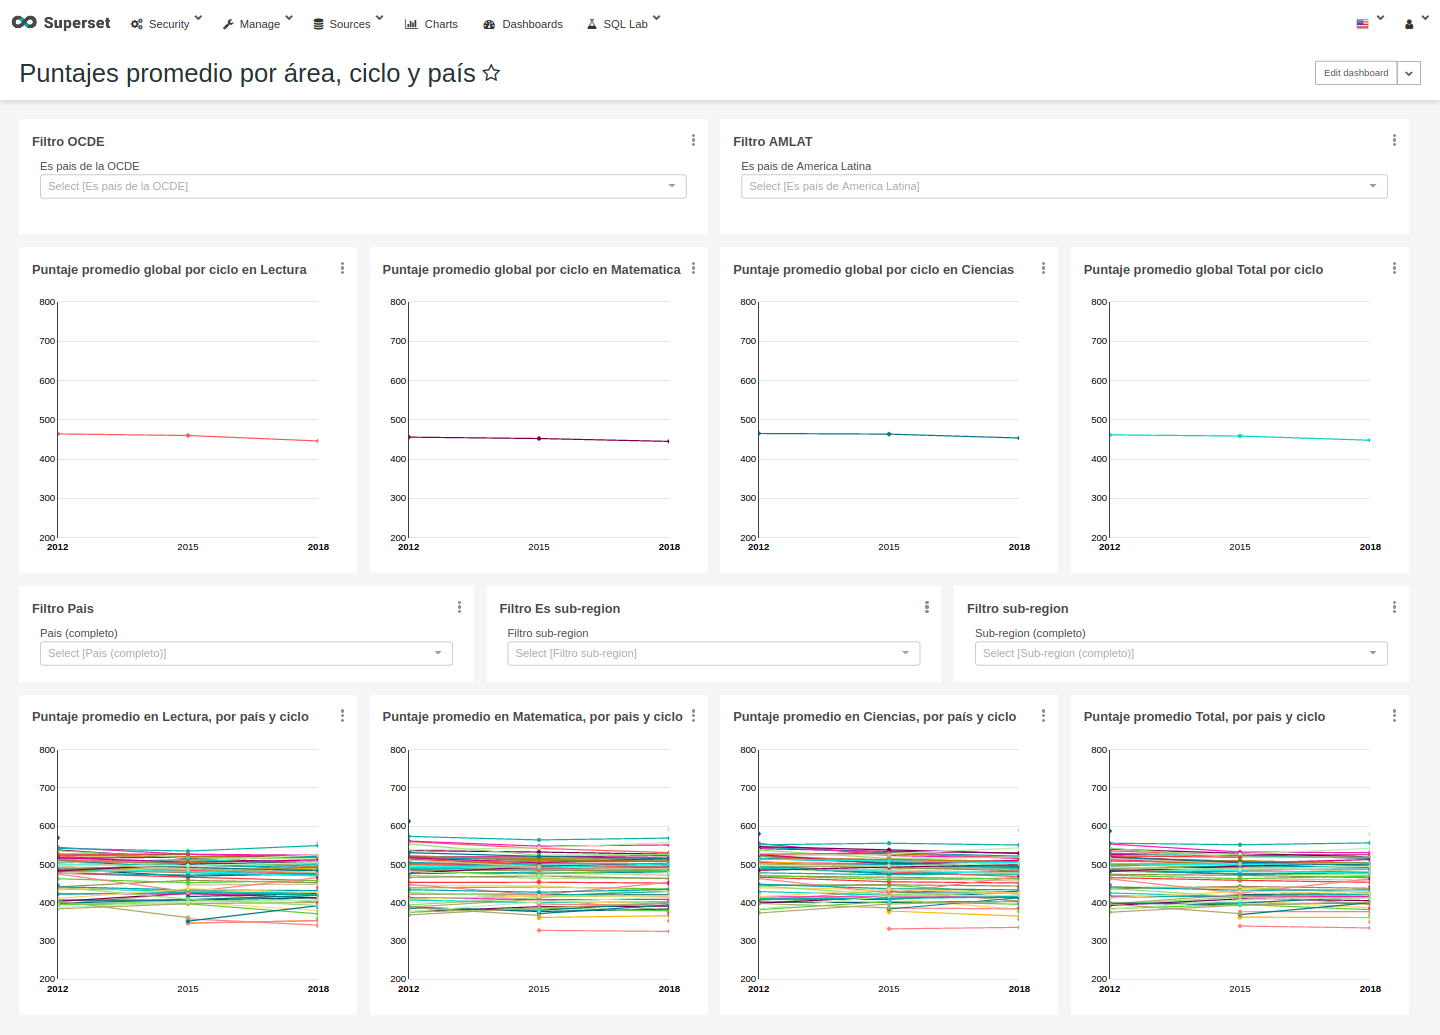 Superset Security Manage Sources Charts Dashboards SQL Lab
Puntajes promedio por área, ciclo y país
Edit dashboard
Filtro OCDE
Es pais de la OCDE
Select [Es pais de la OCDE]
Filtro AMLAT
Es pais de America Latina
Select [Es pais de America Latina]
Puntaje promedio global por ciclo en Lectura
800
700
600
500
400
300
200
2012 2015 2018
Puntaje promedio global por ciclo en Matematica
800
700
600
500
400
300
200
2012 2015 2018
Puntaje promedio global por ciclo en Ciencias
800
700
600
500
400
300
200
2012 2015 2018
Puntaje promedio global Total por ciclo
800
700
600
500
400
300
200
2012 2015 2018
Filtro Pais
Pais (completo)
Select [Pais (completo)]
Filtro Es sub-region
Filtro sub-region
Select [Filtro sub-region]
Filtro sub-region
Sub-region (completo)
Select [Sub-region (completo)]
Puntaje promedio en Lectura, por país y ciclo
800
700
600
500
400
300
200
2012 2015 2018
Puntaje promedio en Matematica, por pais y ciclo
800
700
600
500
400
300
200
2012 2015 2018
Puntaje promedio en Ciencias, por país y ciclo
800
700
600
500
400
300
200
2012 2015 2018
Puntaje promedio Total, por pais y ciclo
800
700
600
500
400
300
200
2012 2015 2018